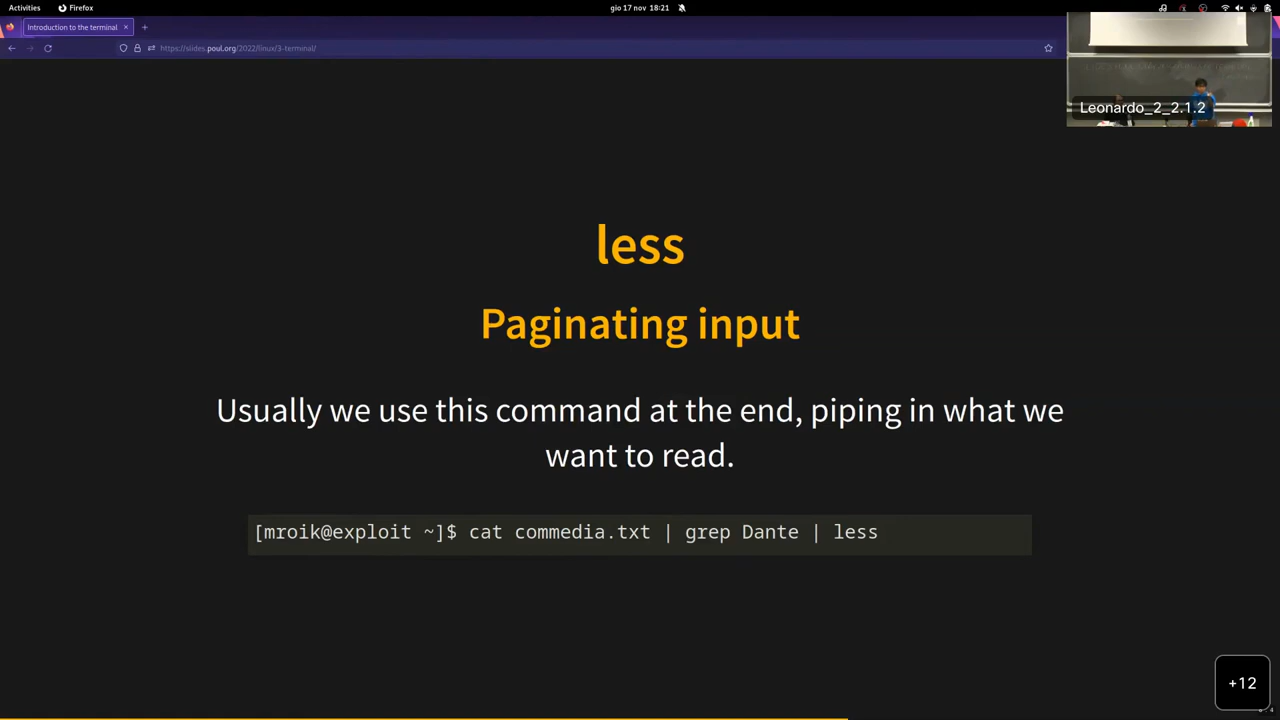 Activities
Firefox
gio 17 nov 18:21
Introduction to the terminal
https://slides.poul.org/2022/linux/3-terminal/
Leonardo_2_2.1.2
less
Paginating input
Usually we use this command at the end, piping in what we
want to read.
[mroik@exploit ~]$ cat commedia.txt | grep Dante | less
+12